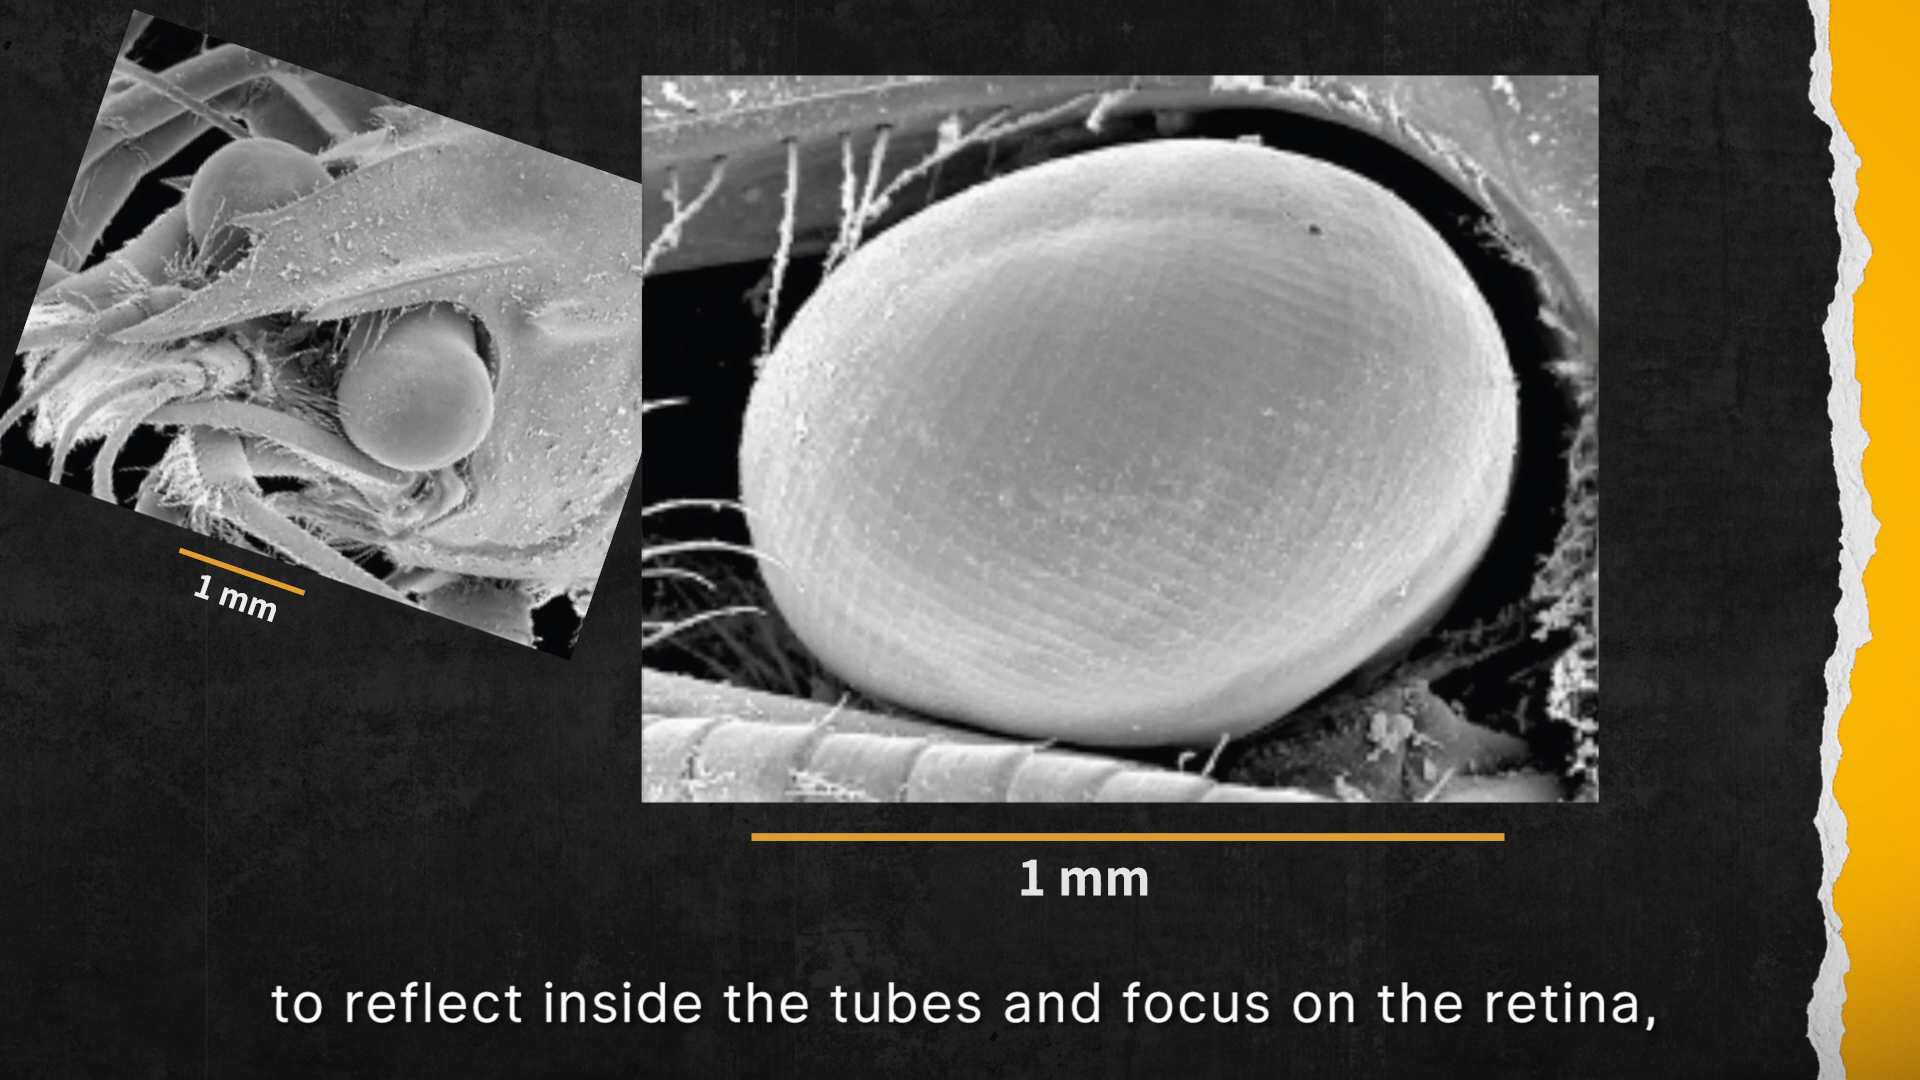 1 mm
1 mm
to reflect inside the tubes and focus on the retina,